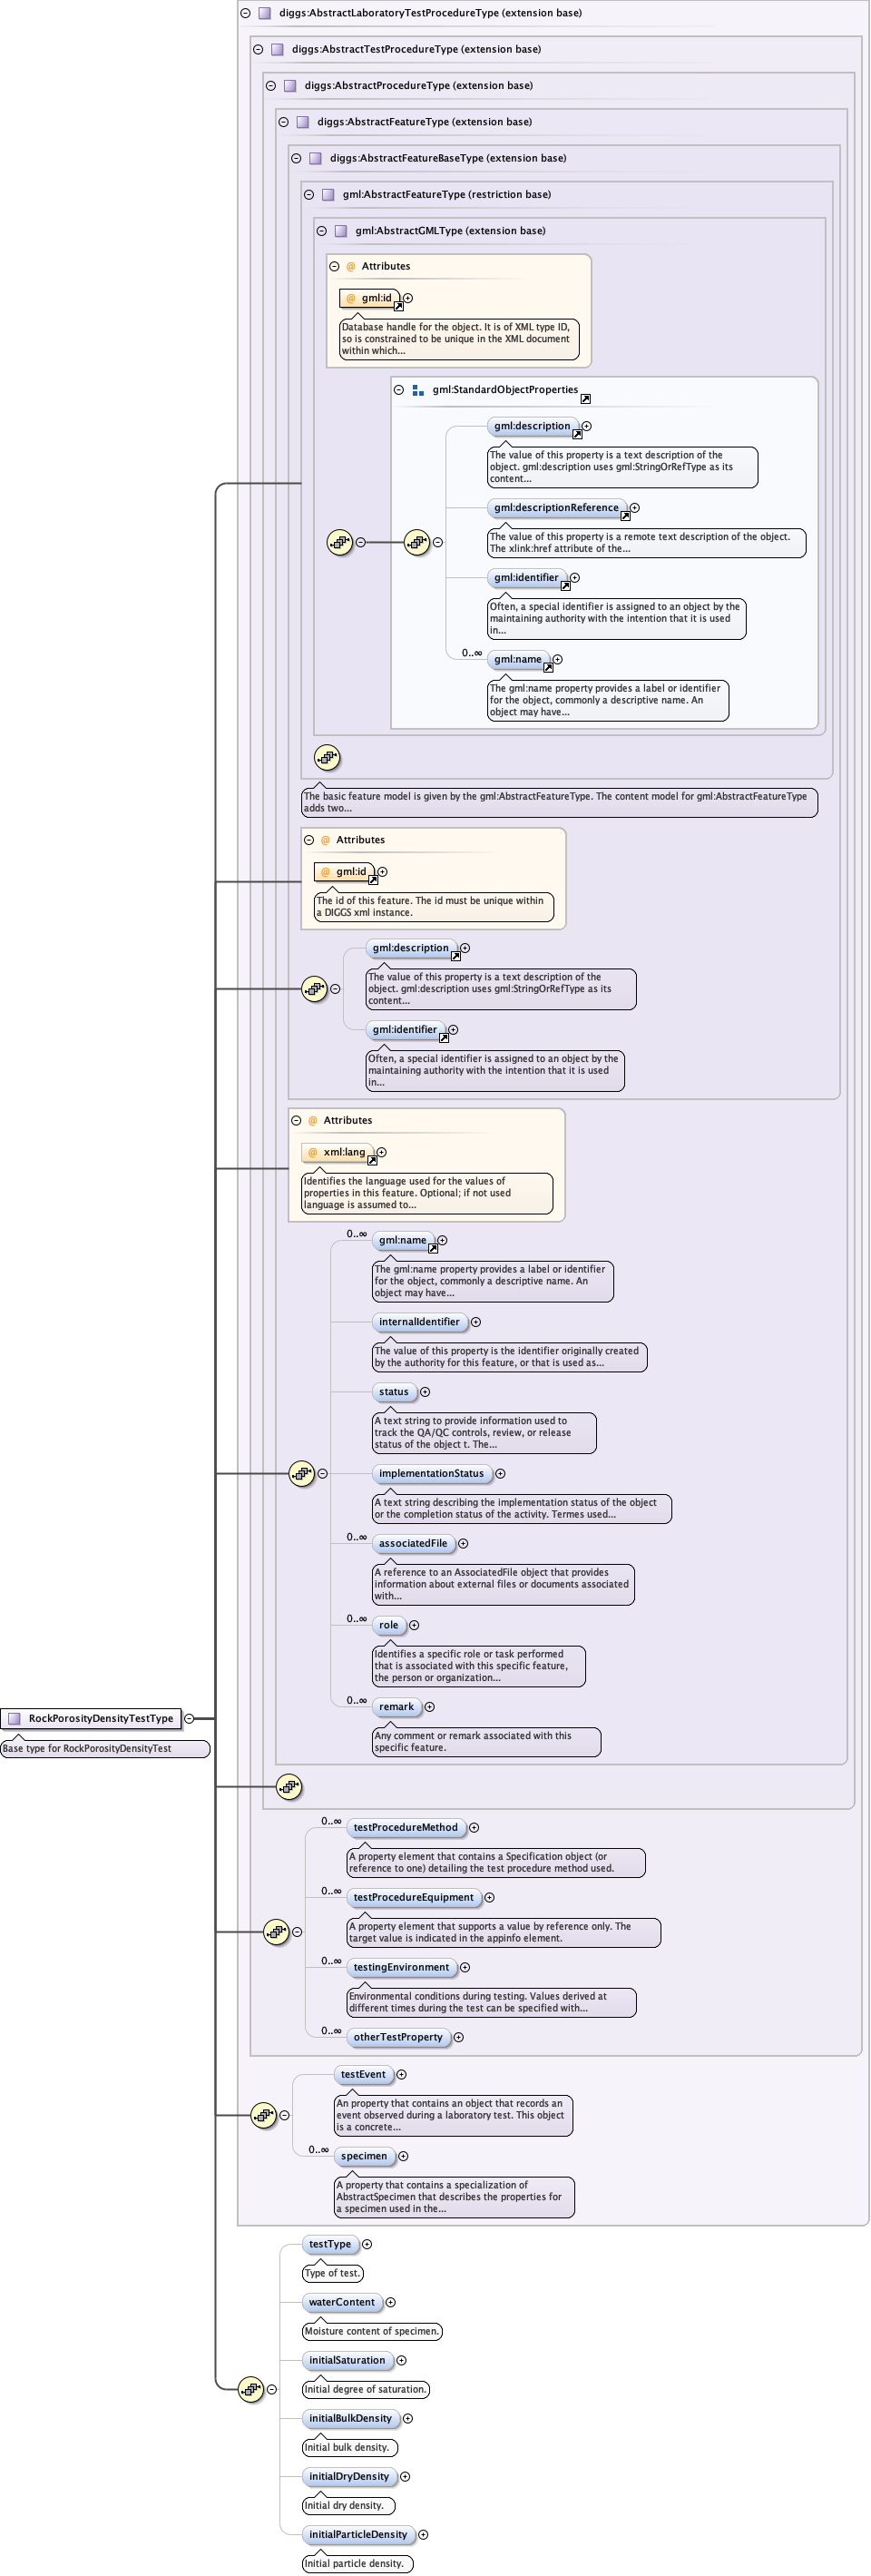 diggs:AbstractLaboratoryTestProcedureType (extension base)
diggs:AbstractTestProcedureType (extension base)
diggs:AbstractProcedureType (extension base)
diggs:AbstractFeatureType (extension base)
diggs:AbstractFeatureBaseType (extension base)
gml:AbstractFeatureType (restriction base)
gml:AbstractGMLType (extension base)
@ Attributes
@ gml:id
Database handle for the object. It is of XML type ID,
so is constrained to be unique in the XML document
within which...
gml:StandardObjectProperties
gml:description
The value of this property is a text description of the
object. gml:description uses gml:StringOrRefType as its
content...
gml:descriptionReference
The value of this property is a remote text description of the object.
The xlink:href attribute of the...
gml:identifier
Often, a special identifier is assigned to an object by the
maintaining authority with the intention that it is used
in...
0..∞
gml:name
The gml:name property provides a label or identifier
for the object, commonly a descriptive name. An
object may have...
The basic feature model is given by the gml:AbstractFeatureType. The content model for gml:AbstractFeatureType
adds two...
@ Attributes
@ gml:id
The id of this feature. The id must be unique within
a DIGGS xml instance.
gml:description
The value of this property is a text description of the
object. gml:description uses gml:StringOrRefType as its
content...
gml:identifier
Often, a special identifier is assigned to an object by the
maintaining authority with the intention that it is used
in...
@ Attributes
@ xml:lang
Identifies the language used for the values of
properties in this feature. Optional; if not used
language is assumed to...
0..∞
gml:name
The gml:name property provides a label or identifier
for the object, commonly a descriptive name. An
object may have...
internalIdentifier
The value of this property is the identifier originally created
by the authority for this feature, or that is used as...
status
A text string to provide information used to
track the QA/QC controls, review, or release
status of the object t. The...
implementationStatus
A text string describing the implementation status of the object
or the completion status of the activity. Termes used...
0..∞
associatedFile
A reference to an AssociatedFile object that provides
information about external files or documents associated
with...
0..∞
role
Identifies a specific role or task performed
that is associated with this specific feature,
the person or organization...
0..∞
remark
Any comment or remark associated with this
specific feature.
RockPorosityDensityTestType
Base type for RockPorosityDensityTest
0..∞
testProcedureMethod
A property element that contains a Specification object (or
reference to one) detailing the test procedure method used.
0..∞
testProcedureEquipment
A property element that supports a value by reference only. The
target value is indicated in the appinfo element.
0..∞
testingEnvironment
Environmental conditions during testing. Values derived at
different times during the test can be specified with...
0..∞
otherTestProperty
testEvent
An property that contains an object that records an
event observed during a laboratory test. This object
is a concrete...
0..∞
specimen
A property that contains a specialization of
AbstractSpecimen that describes the properties for
a specimen used in the...
testType
Type of test.
waterContent
Moisture content of specimen.
initialSaturation
Initial degree of saturation.
initialBulkDensity
Initial bulk density.
initialDryDensity
Initial dry density.
initialParticleDensity
Initial particle density.